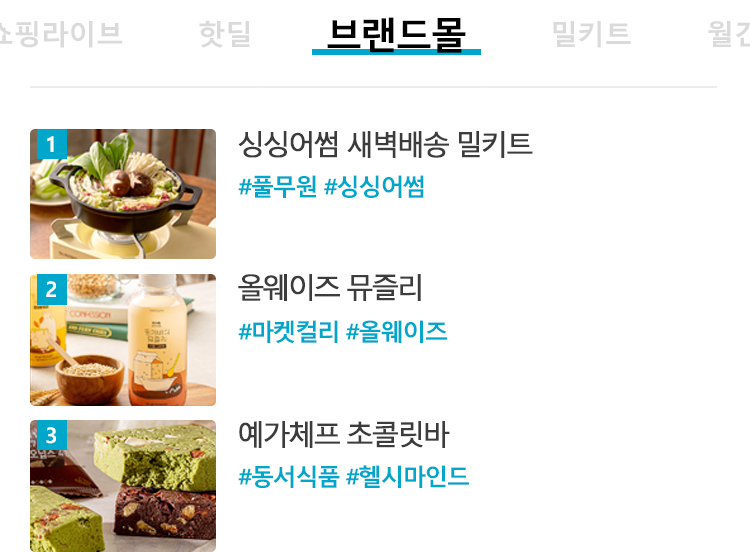 쇼핑라이브 핫딜 브랜드몰 밀키트 월간
1
싱싱어썸 새벽배송 밀키트
#풀무원 #싱싱어썸
2
올웨이즈 뮤즐리
#마켓컬리 #올웨이즈
3
예가체프 초콜릿바
#동서식품 #헬시마인드